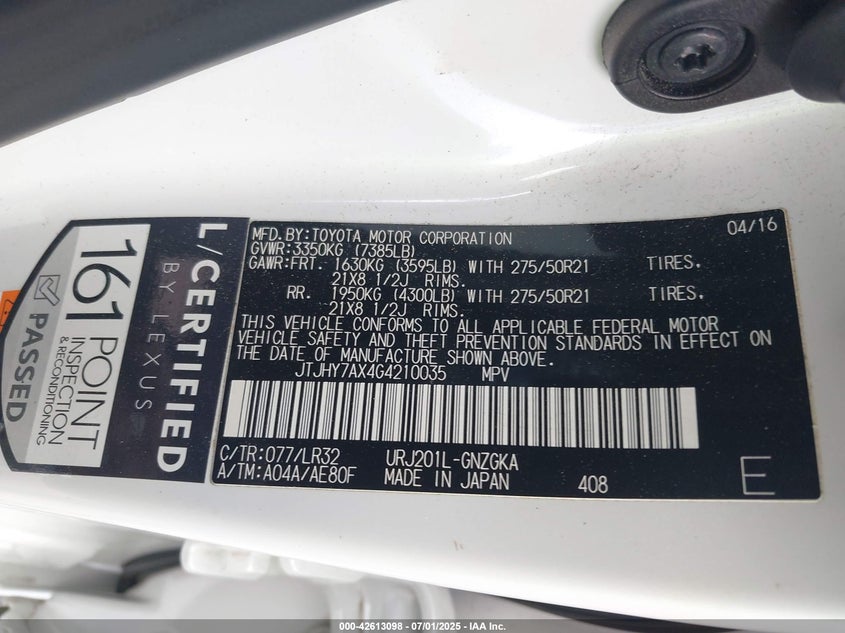 MFD.BY:TOYOTA MOTOR CORPORATION 04/16
GVWR:3350KG (7385LB)
GAWR:FRT. 1630KG (3595LB) WITH 275/50R21 TIRES.
21X8 1/2J RIMS.
RR. 1950KG (4300LB) WITH 275/50R21 TIRES.
21X8 1/2J RIMS.
THIS VEHICLE CONFORMS TO ALL APPLICABLE FEDERAL MOTOR
VEHICLE SAFETY AND THEFT PREVENTION STANDARDS IN EFFECT ON
THE DATE OF MANUFACTURE SHOWN ABOVE.
JTJHY7AX4G4210035 MPV
C/TR:077/LR32 URJ201L-GNZGKA
A/TM:A04A/AE80F MADE IN JAPAN 408 E
L/CERTIFIED
BY LEXUS
161 POINT
INSPECTION
& RECONDITIONING
PASSED
000-42613098 - 07/01/2025 - © IAA Inc.